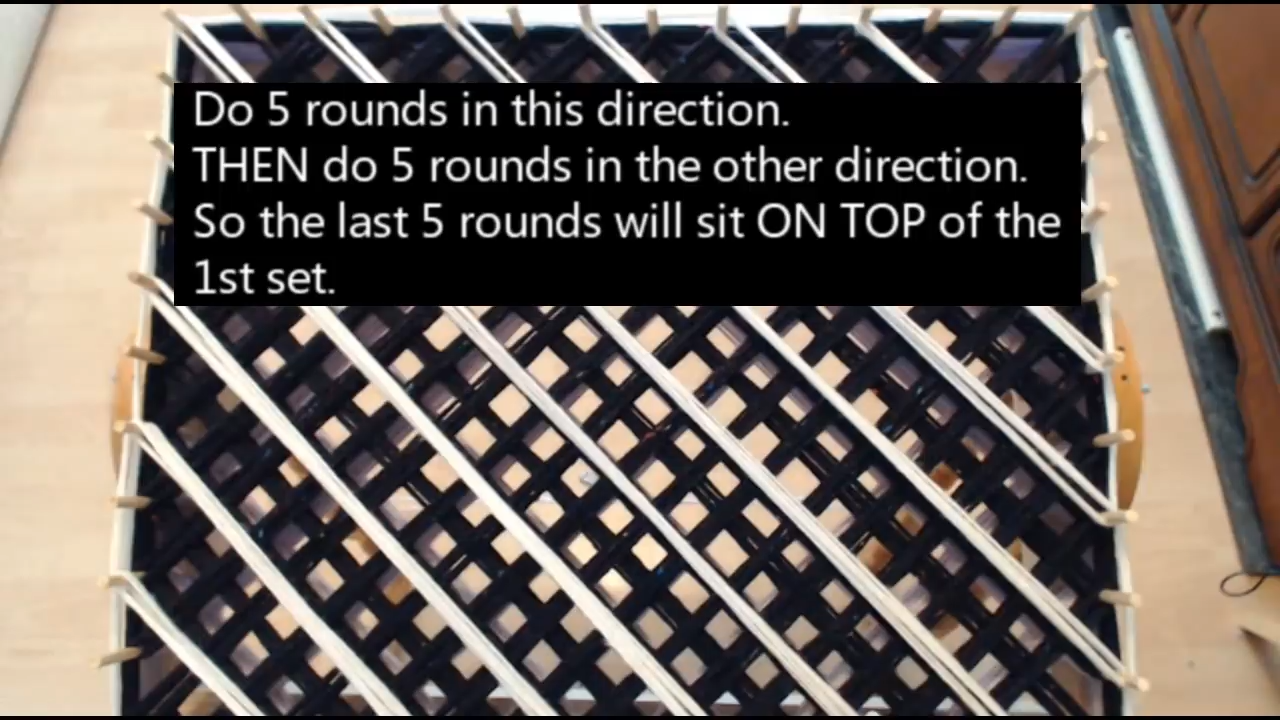 Do 5 rounds in this direction.
THEN do 5 rounds in the other direction.
So the last 5 rounds will sit ON TOP of the
1st set.